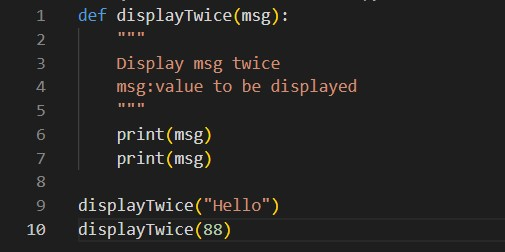 1 def displayTwice(msg):
2     """
3     Display msg twice
4     msg:value to be displayed
5     """
6     print(msg)
7     print(msg)
8
9 displayTwice("Hello")
10 displayTwice(88)